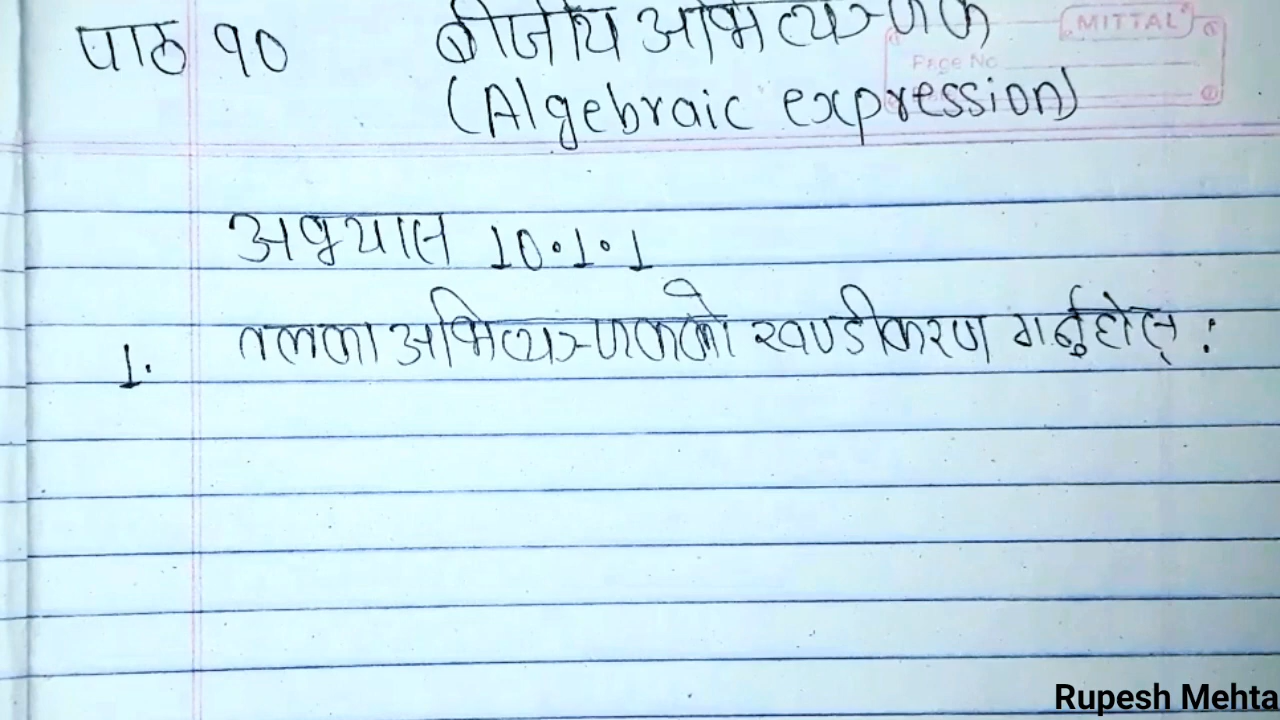 पाठ १० बीजीय अभिव्यञ्जक
MITTAL
Page No
(Algebraic expression)
अभ्यास 10.1.1
1. तलका अभिव्यञ्जकको खण्डीकरण गर्नुहोस् :
Rupesh Mehta